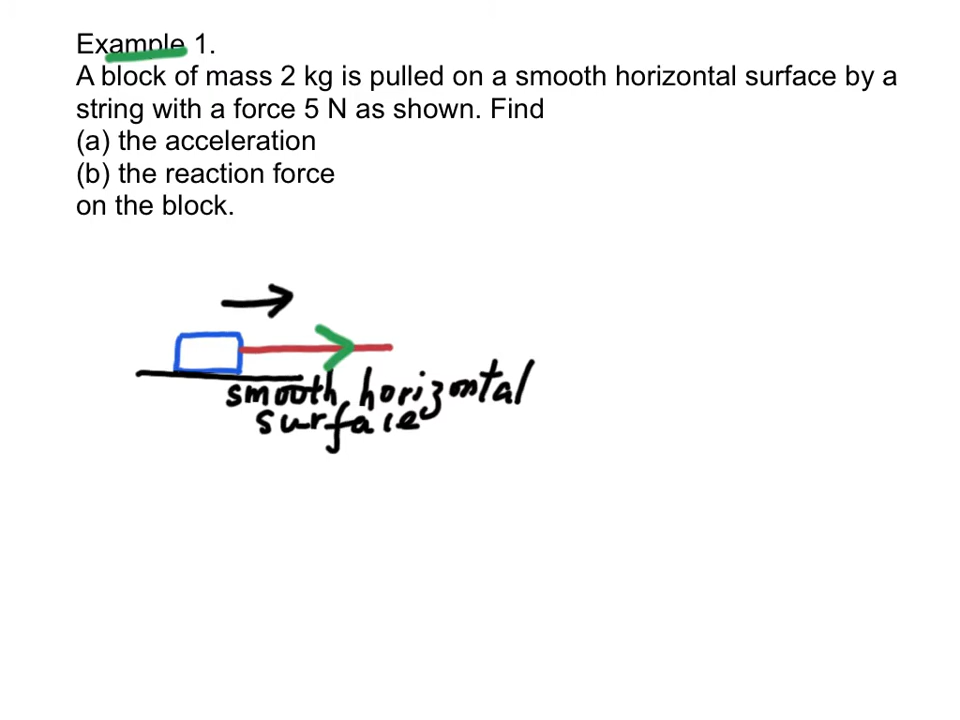 Example 1.
A block of mass 2 kg is pulled on a smooth horizontal surface by a
string with a force 5 N as shown. Find
(a) the acceleration
(b) the reaction force
on the block.
smooth horizontal
surface